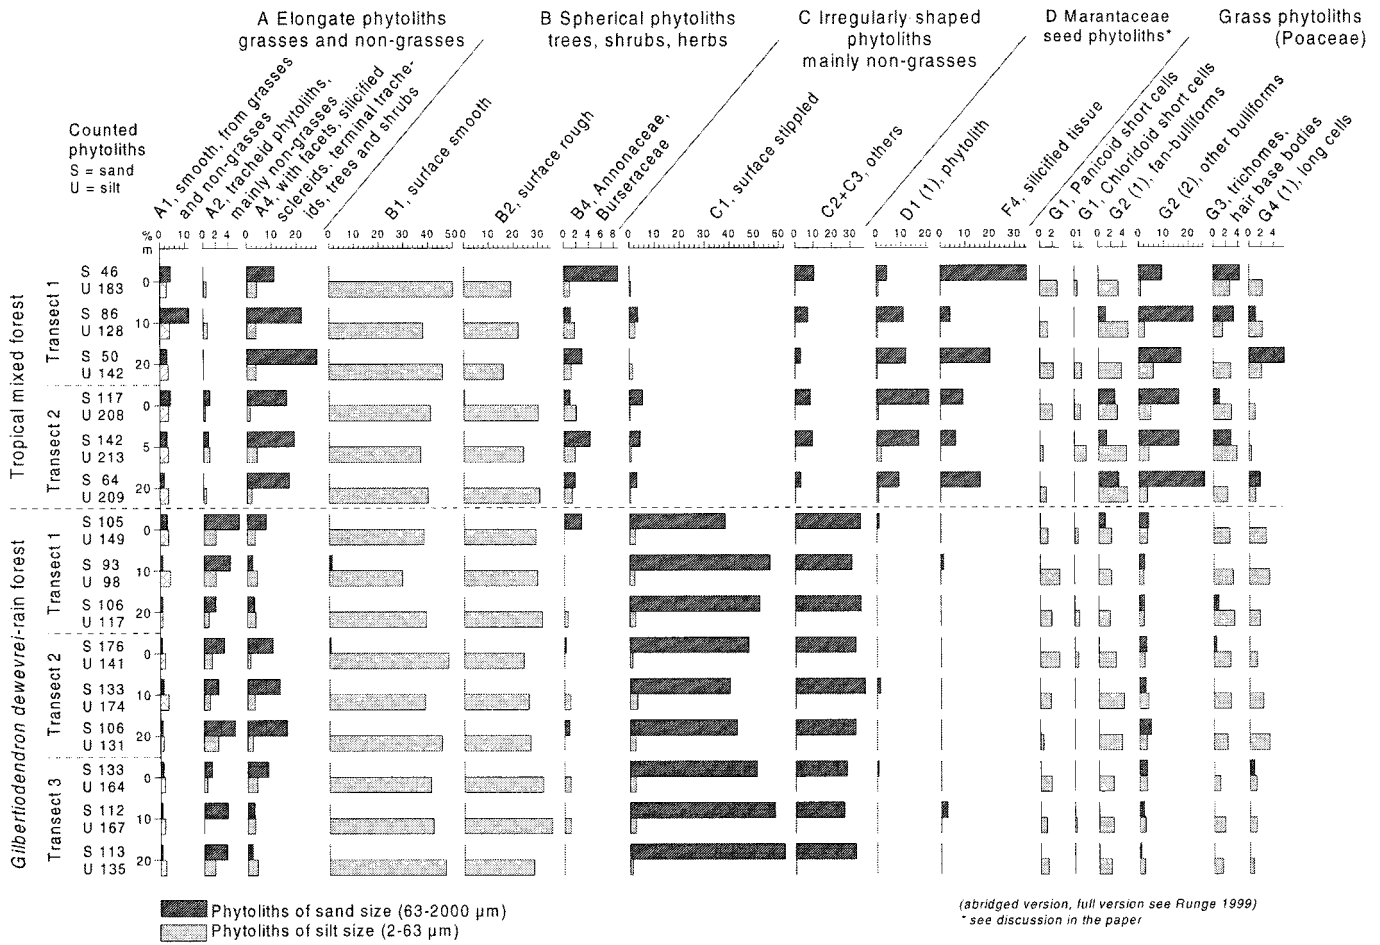 A Elongate phytoliths
grasses and non-grasses
B Spherical phytoliths
trees, shrubs, herbs
C Irregularly shaped
phytoliths
mainly non-grasses
D Marantaceae
seed phytoliths*
Grass phytoliths
(Poaceae)
Counted
phytoliths
S = sand
U = silt
A1, smooth, from grasses
and non-grasses
A2, tracheid phytoliths,
mainly non-grasses
A4, with facets, silicified
sclereids, terminal trache-
ids, trees and shrubs
B1, surface smooth
B2, surface rough
B4, Annonaceae,
Burseraceae
C1, surface stippled
C2+C3, others
D1 (1), phytolith
F4, silicified tissue
G1, Panicoid short cells
G1, Chloridoid short cells
G2 (1), fan-bulliforms
G2 (2), other bulliforms
G3, trichomes,
hair base bodies
G4 (1), long cells
% 0 10 0 2 4 0 10 20 0 10 20 30 40 50 0 10 20 30 0 2 4 6 8 0 10 20 30 40 50 60 0 10 20 30 0 10 20 0 10 20 30 0 2 0 1 0 2 4 0 10 20 0 2 4 0 2 4
m
Tropical mixed forest
Transect 1
S 46
U 183
0
S 86
U 128
10
S 50
U 142
20
Transect 2
S 117
U 208
0
S 142
U 213
5
S 64
U 209
20
Gilbertiodendron dewevrei-rain forest
Transect 1
S 105
U 149
0
S 93
U 98
10
S 106
U 117
20
Transect 2
S 176
U 141
0
S 133
U 174
10
S 106
U 131
20
Transect 3
S 133
U 164
0
S 112
U 167
10
S 113
U 135
20
Phytoliths of sand size (63-2000 µm)
Phytoliths of silt size (2-63 µm)
(abridged version, full version see Runge 1999)
* see discussion in the paper